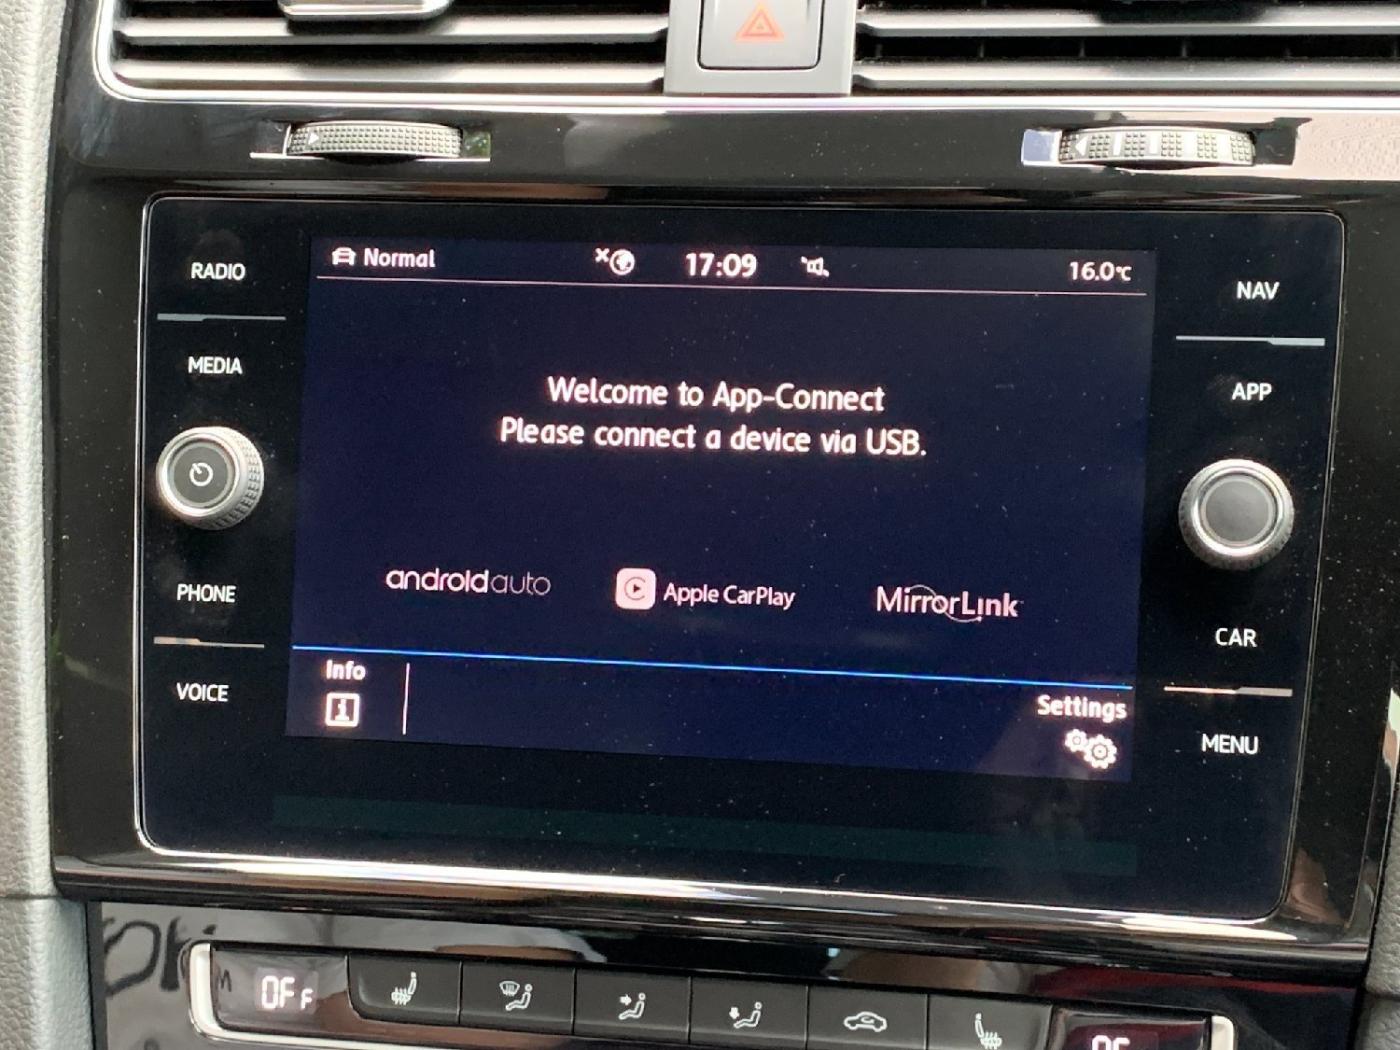 RADIO
MEDIA
PHONE
VOICE
Normal
17:09
16.0℃
Welcome to App-Connect
Please connect a device via USB.
androidauto
Apple CarPlay
MirrorLink
Info
i
Settings
NAV
APP
CAR
MENU
OFF